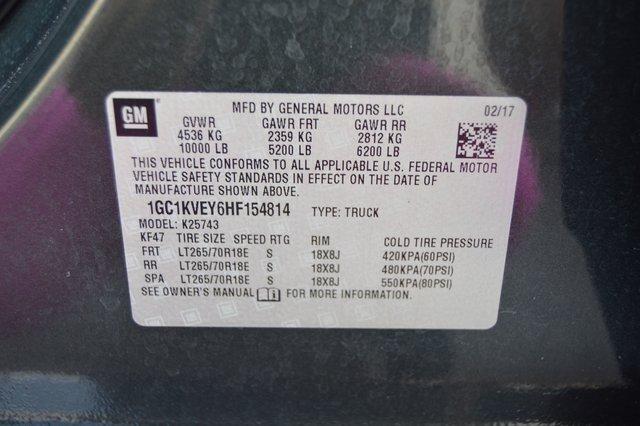 GM
MFD BY GENERAL MOTORS LLC 02/17
GVWR GAWR FRT GAWR RR
4536 KG 2359 KG 2812 KG
10000 LB 5200 LB 6200 LB
THIS VEHICLE CONFORMS TO ALL APPLICABLE U.S. FEDERAL MOTOR
VEHICLE SAFETY STANDARDS IN EFFECT ON THE DATE OF
MANUFACTURE SHOWN ABOVE.
1GC1KVEY6HF154814 TYPE: TRUCK
MODEL: K25743
KF47 TIRE SIZE SPEED RTG RIM COLD TIRE PRESSURE
FRT LT265/70R18E S 18X8J 420KPA(60PSI)
RR LT265/70R18E S 18X8J 480KPA(70PSI)
SPA LT265/70R18E S 18X8J 550KPA(80PSI)
SEE OWNER'S MANUAL FOR MORE INFORMATION.